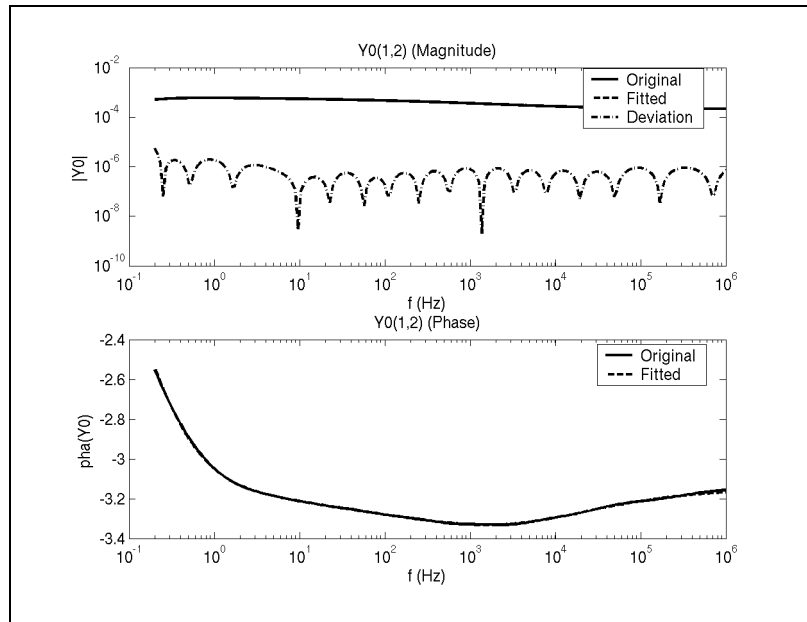 Y0(1,2) (Magnitude)
10^-2
10^-4
10^-6
10^-8
10^-10
|Y0|
Original
Fitted
Deviation
10^-1 10^0 10^1 10^2 10^3 10^4 10^5 10^6
f (Hz)
Y0(1,2) (Phase)
-2.4
-2.6
-2.8
-3
-3.2
-3.4
pha(Y0)
Original
Fitted
10^-1 10^0 10^1 10^2 10^3 10^4 10^5 10^6
f (Hz)